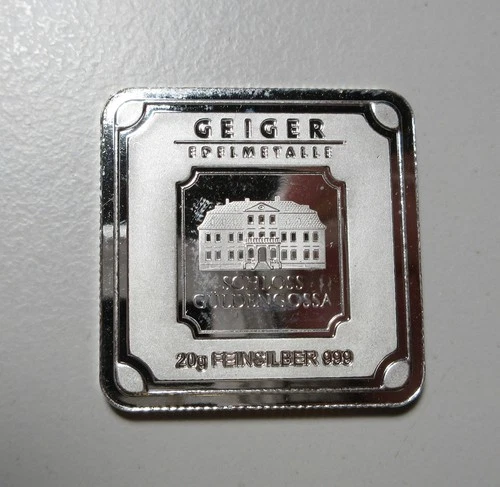 GEIGER
EDELMETALLE
SCHLOSS
GÜLDENGOSSA
20g FEINSILBER 999